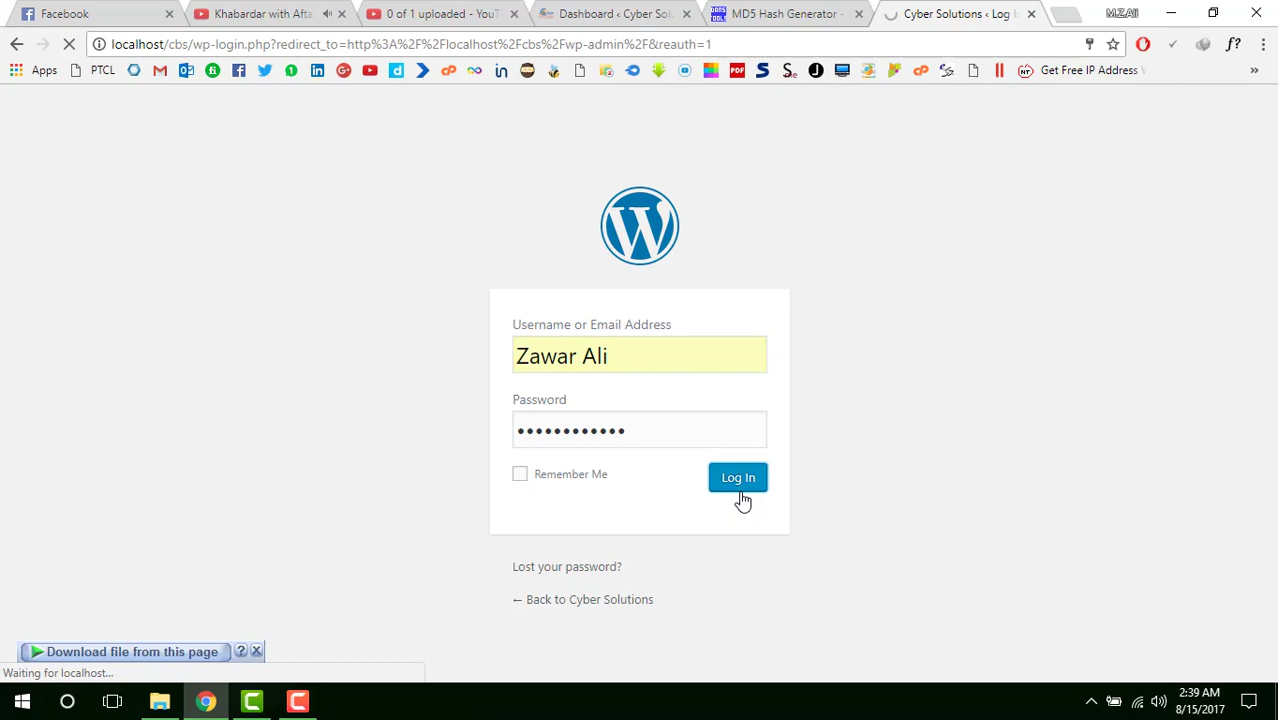 Facebook
Khabardar with Afta
0 of 1 uploaded - YouT
Dashboard ‹ Cyber Solu
MD5 Hash Generator -
Cyber Solutions ‹ Log I
M.Z.Ali
localhost/cbs/wp-login.php?redirect_to=http%3A%2F%2Flocalhost%2Fcbs%2Fwp-admin%2F&reauth=1
f?
Apps
PTCL
Get Free IP Address
»
Username or Email Address
Zawar Ali
Password
••••••••••••
Remember Me
Log In
Lost your password?
← Back to Cyber Solutions
Download file from this page
Waiting for localhost...
2:39 AM
8/15/2017